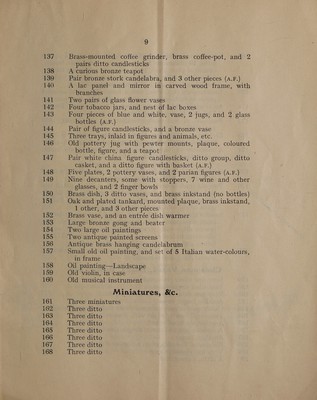 9
137 Brass-mounted coffee grinder, brass coffee-pot, and 2
pairs ditto candlesticks
138 A curious bronze teapot
139 Pair bronze stork candelabra, and 3 other pieces (A.F.)
140 A lac panel and mirror in carved wood frame, with
branches
141 Two pairs of glass flower vases
142 Four tobacco jars, and nest of lac boxes
143 Four pieces of blue and white, vase, 2 jugs, and 2 glass
bottles (A.F.)
144 Pair of figure candlesticks, and a bronze vase
145 Three trays, inlaid in figures and animals, etc.
146 Old pottery jug with pewter mounts, plaque, coloured
bottle, figure, and a teapot
147 Pair white china figure candlesticks, ditto group, ditto
casket, and a ditto figure with basket (A.F.)
148 Five plates, 2 pottery vases, and 2 parian figures (A.F.)
149 Nine decanters, some with stoppers, 7 wine and other
glasses, and 2 finger bowls
150 Brass dish, 3 ditto vases, and brass inkstand (no bottles)
151 Oak and plated tankard, mounted plaque, brass inkstand,
1 other, and 3 other pieces
152 Brass vase, and an entrée dish warmer
153 Large bronze gong and beater
154 Two large oil paintings
155 Two antique painted screens
156 Antique brass hanging candelabrum
157 Small old oil painting, and set of 8 Italian water-colours,
in frame
158 Oil painting—Landscape
159 Old violin, in case
160 Old musical instrument
Miniatures, &c.
161 Three miniatures
162 Three ditto
163 Three ditto
164 Three ditto
165 Three ditto
166 Three ditto
167 Three ditto
168 Three ditto